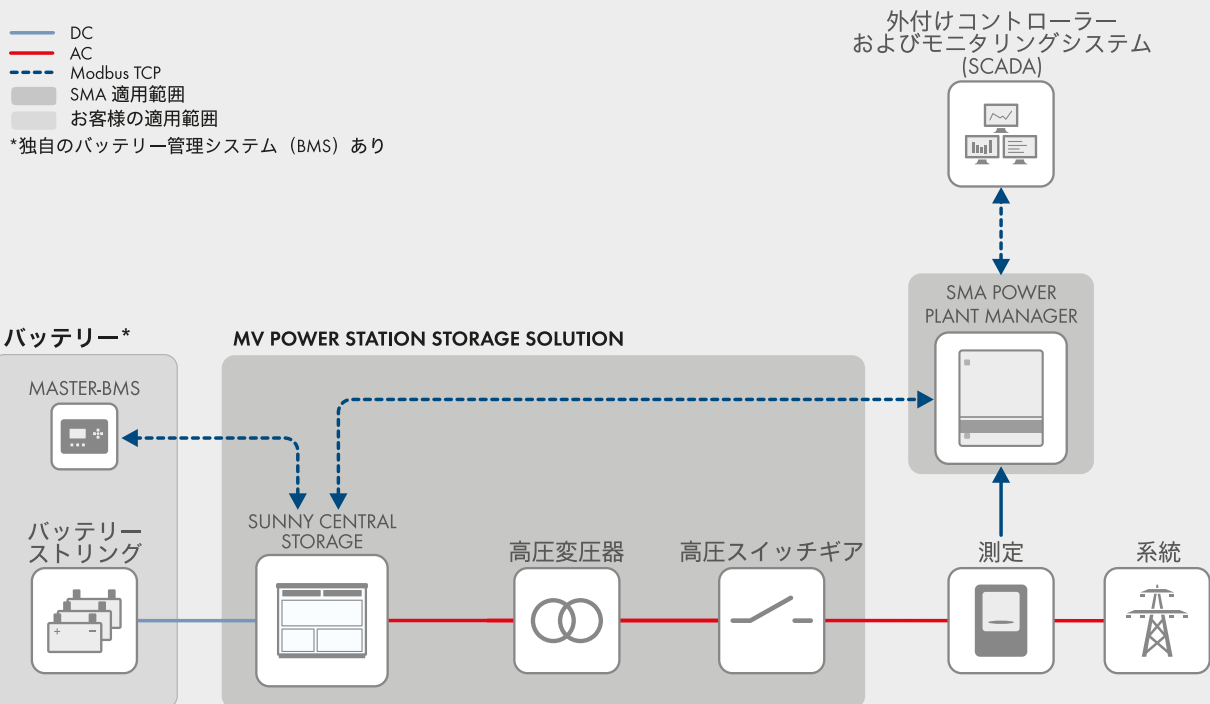 DC
AC
Modbus TCP
SMA 適用範囲
お客様の適用範囲
*独自のバッテリー管理システム（BMS）あり
外付けコントローラー
およびモニタリングシステム
(SCADA)
SMA POWER
PLANT MANAGER
バッテリー*
MV POWER STATION STORAGE SOLUTION
MASTER-BMS
バッテリー
ストリング
SUNNY CENTRAL
STORAGE
高圧変圧器
高圧スイッチギア
測定
系統